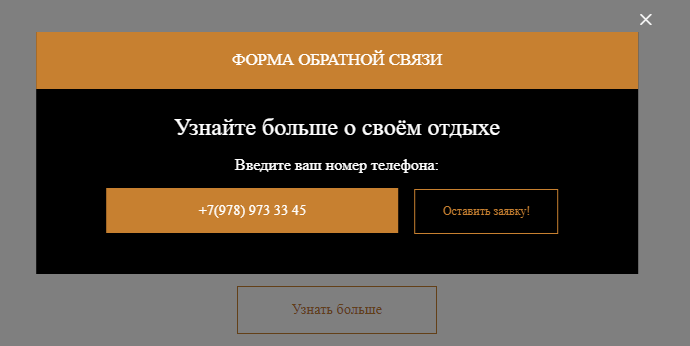 ФОРМА ОБРАТНОЙ СВЯЗИ
Узнайте больше о своём отдыхе
Введите ваш номер телефона:
+7(978) 973 33 45
Оставить заявку!
Узнать больше